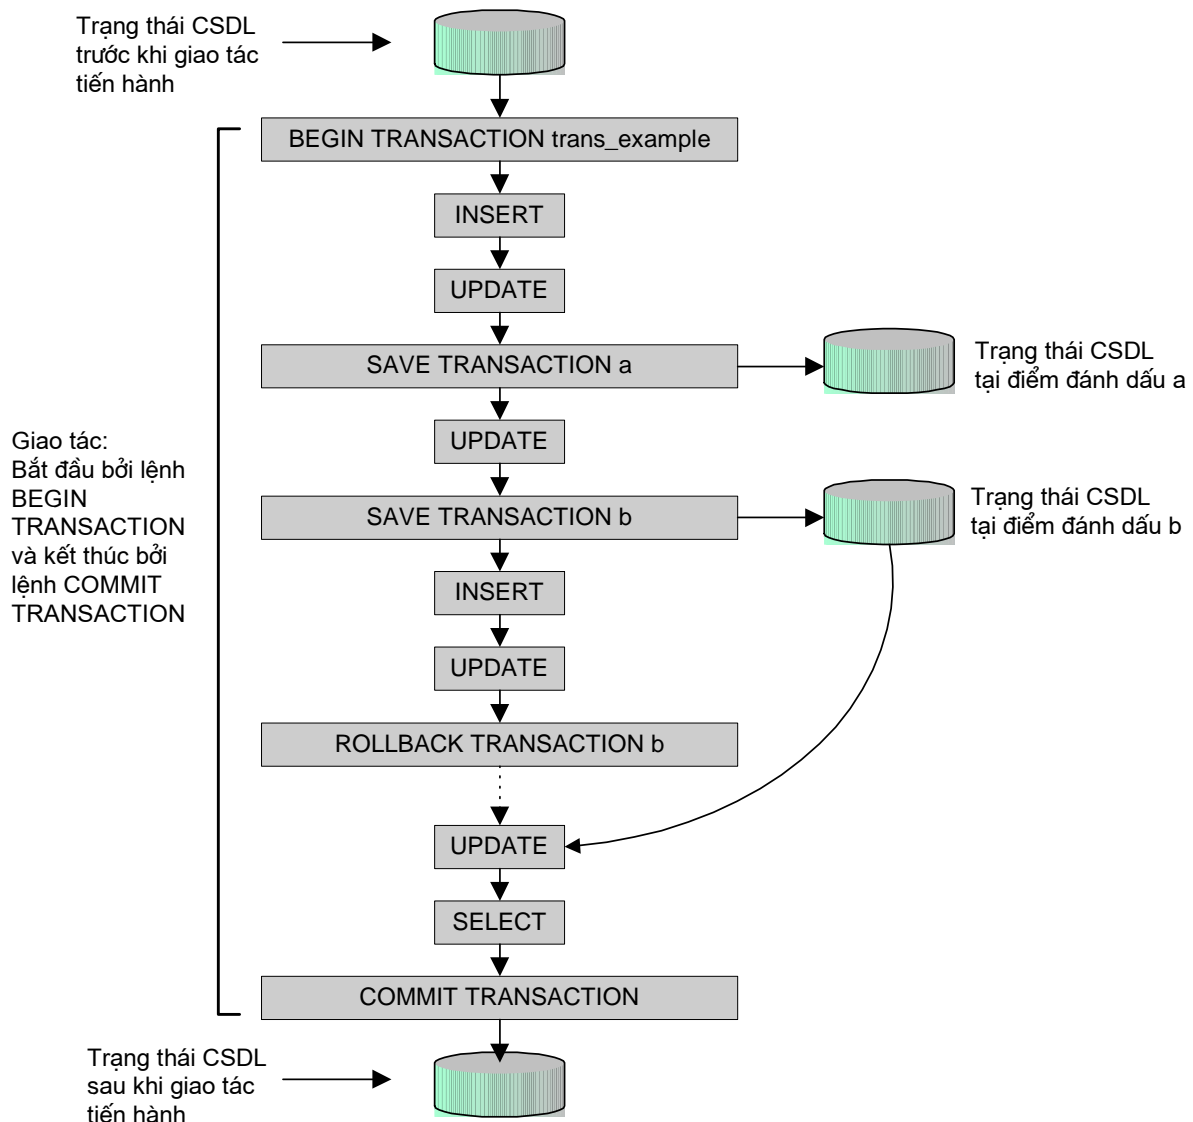 Trạng thái CSDL
trước khi giao tác
tiến hành
BEGIN TRANSACTION trans_example
INSERT
UPDATE
SAVE TRANSACTION a
Trạng thái CSDL
tại điểm đánh dấu a
UPDATE
Giao tác:
Bắt đầu bởi lệnh
BEGIN
TRANSACTION
và kết thúc bởi
lệnh COMMIT
TRANSACTION
SAVE TRANSACTION b
Trạng thái CSDL
tại điểm đánh dấu b
INSERT
UPDATE
ROLLBACK TRANSACTION b
UPDATE
SELECT
COMMIT TRANSACTION
Trạng thái CSDL
sau khi giao tác
tiến hành